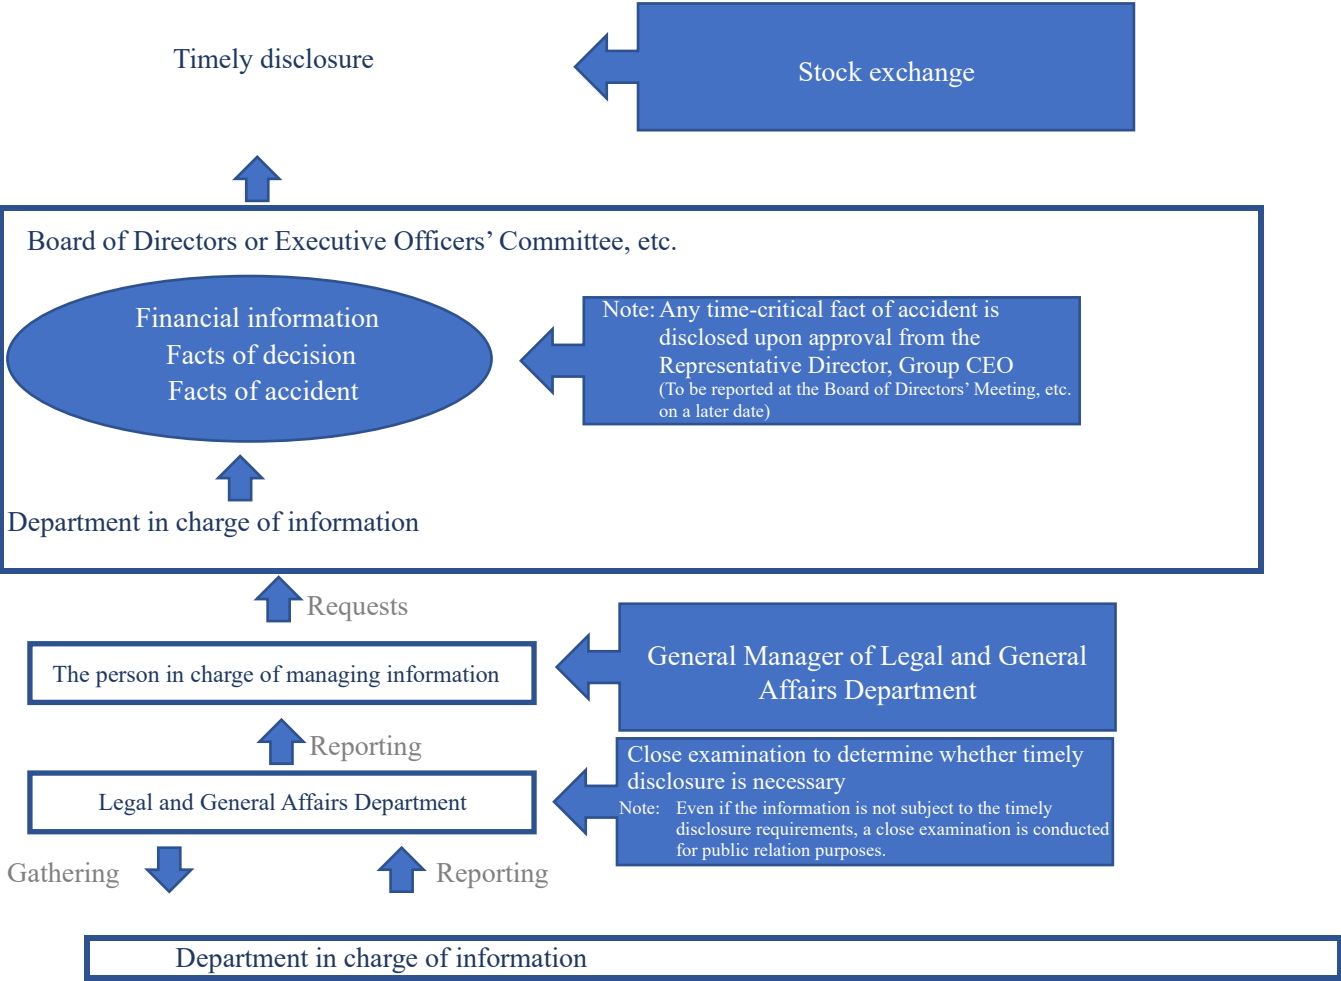 Timely disclosure
Stock exchange
Board of Directors or Executive Officers’ Committee, etc.
Financial information
Facts of decision
Facts of accident
Note: Any time-critical fact of accident is
disclosed upon approval from the
Representative Director, Group CEO
(To be reported at the Board of Directors’ Meeting, etc.
on a later date)
Department in charge of information
Requests
The person in charge of managing information
General Manager of Legal and General
Affairs Department
Reporting
Legal and General Affairs Department
Close examination to determine whether timely
disclosure is necessary
Note: Even if the information is not subject to the timely
disclosure requirements, a close examination is conducted
for public relation purposes.
Gathering
Reporting
Department in charge of information